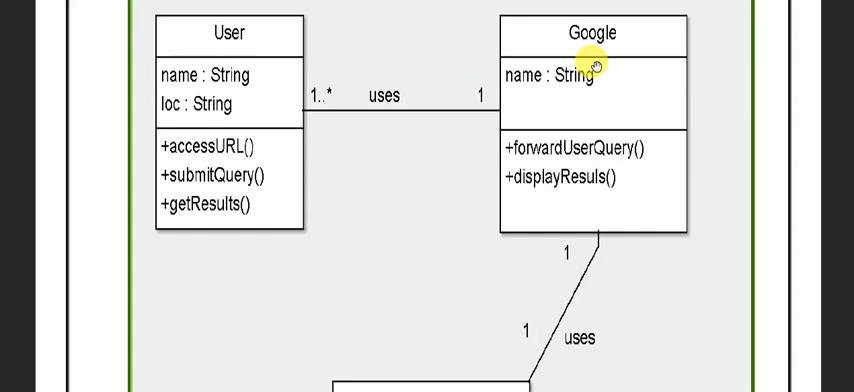 User
name : String
loc : String
+accessURL()
+submitQuery()
+getResults()
1..* uses 1
Google
name : String
+forwardUserQuery()
+displayResuls()
1
1
uses